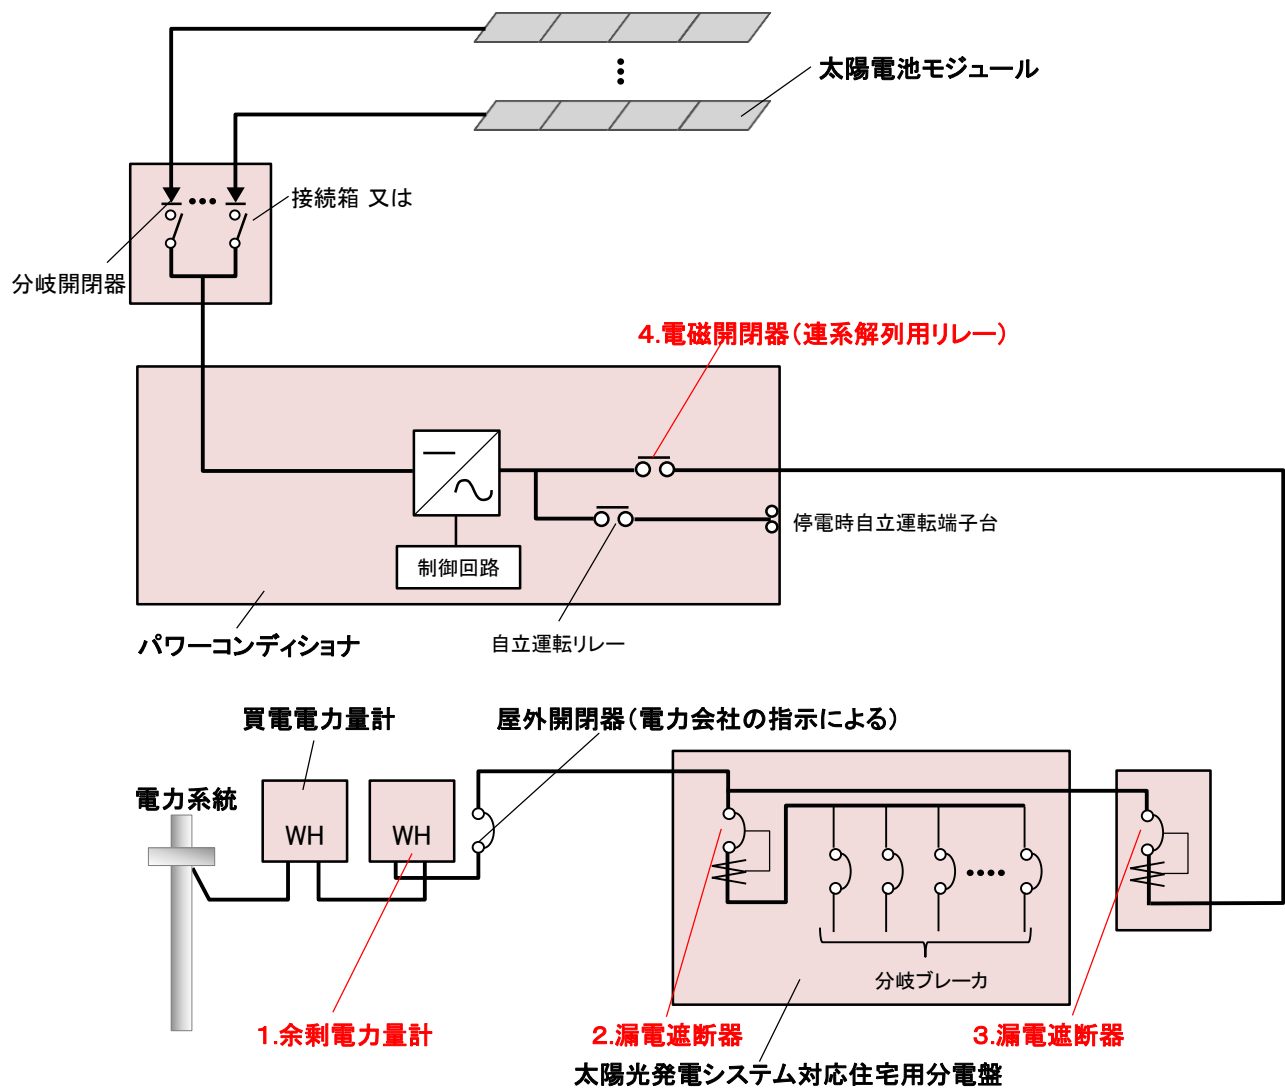 太陽電池モジュール
接続箱 又は
分岐開閉器
4.電磁開閉器(連系解列用リレー)
停電時自立運転端子台
制御回路
パワーコンディショナ
自立運転リレー
買電電力量計
屋外開閉器(電力会社の指示による)
電力系統
WH
WH
分岐ブレーカ
1.余剰電力量計
2.漏電遮断器
3.漏電遮断器
太陽光発電システム対応住宅用分電盤